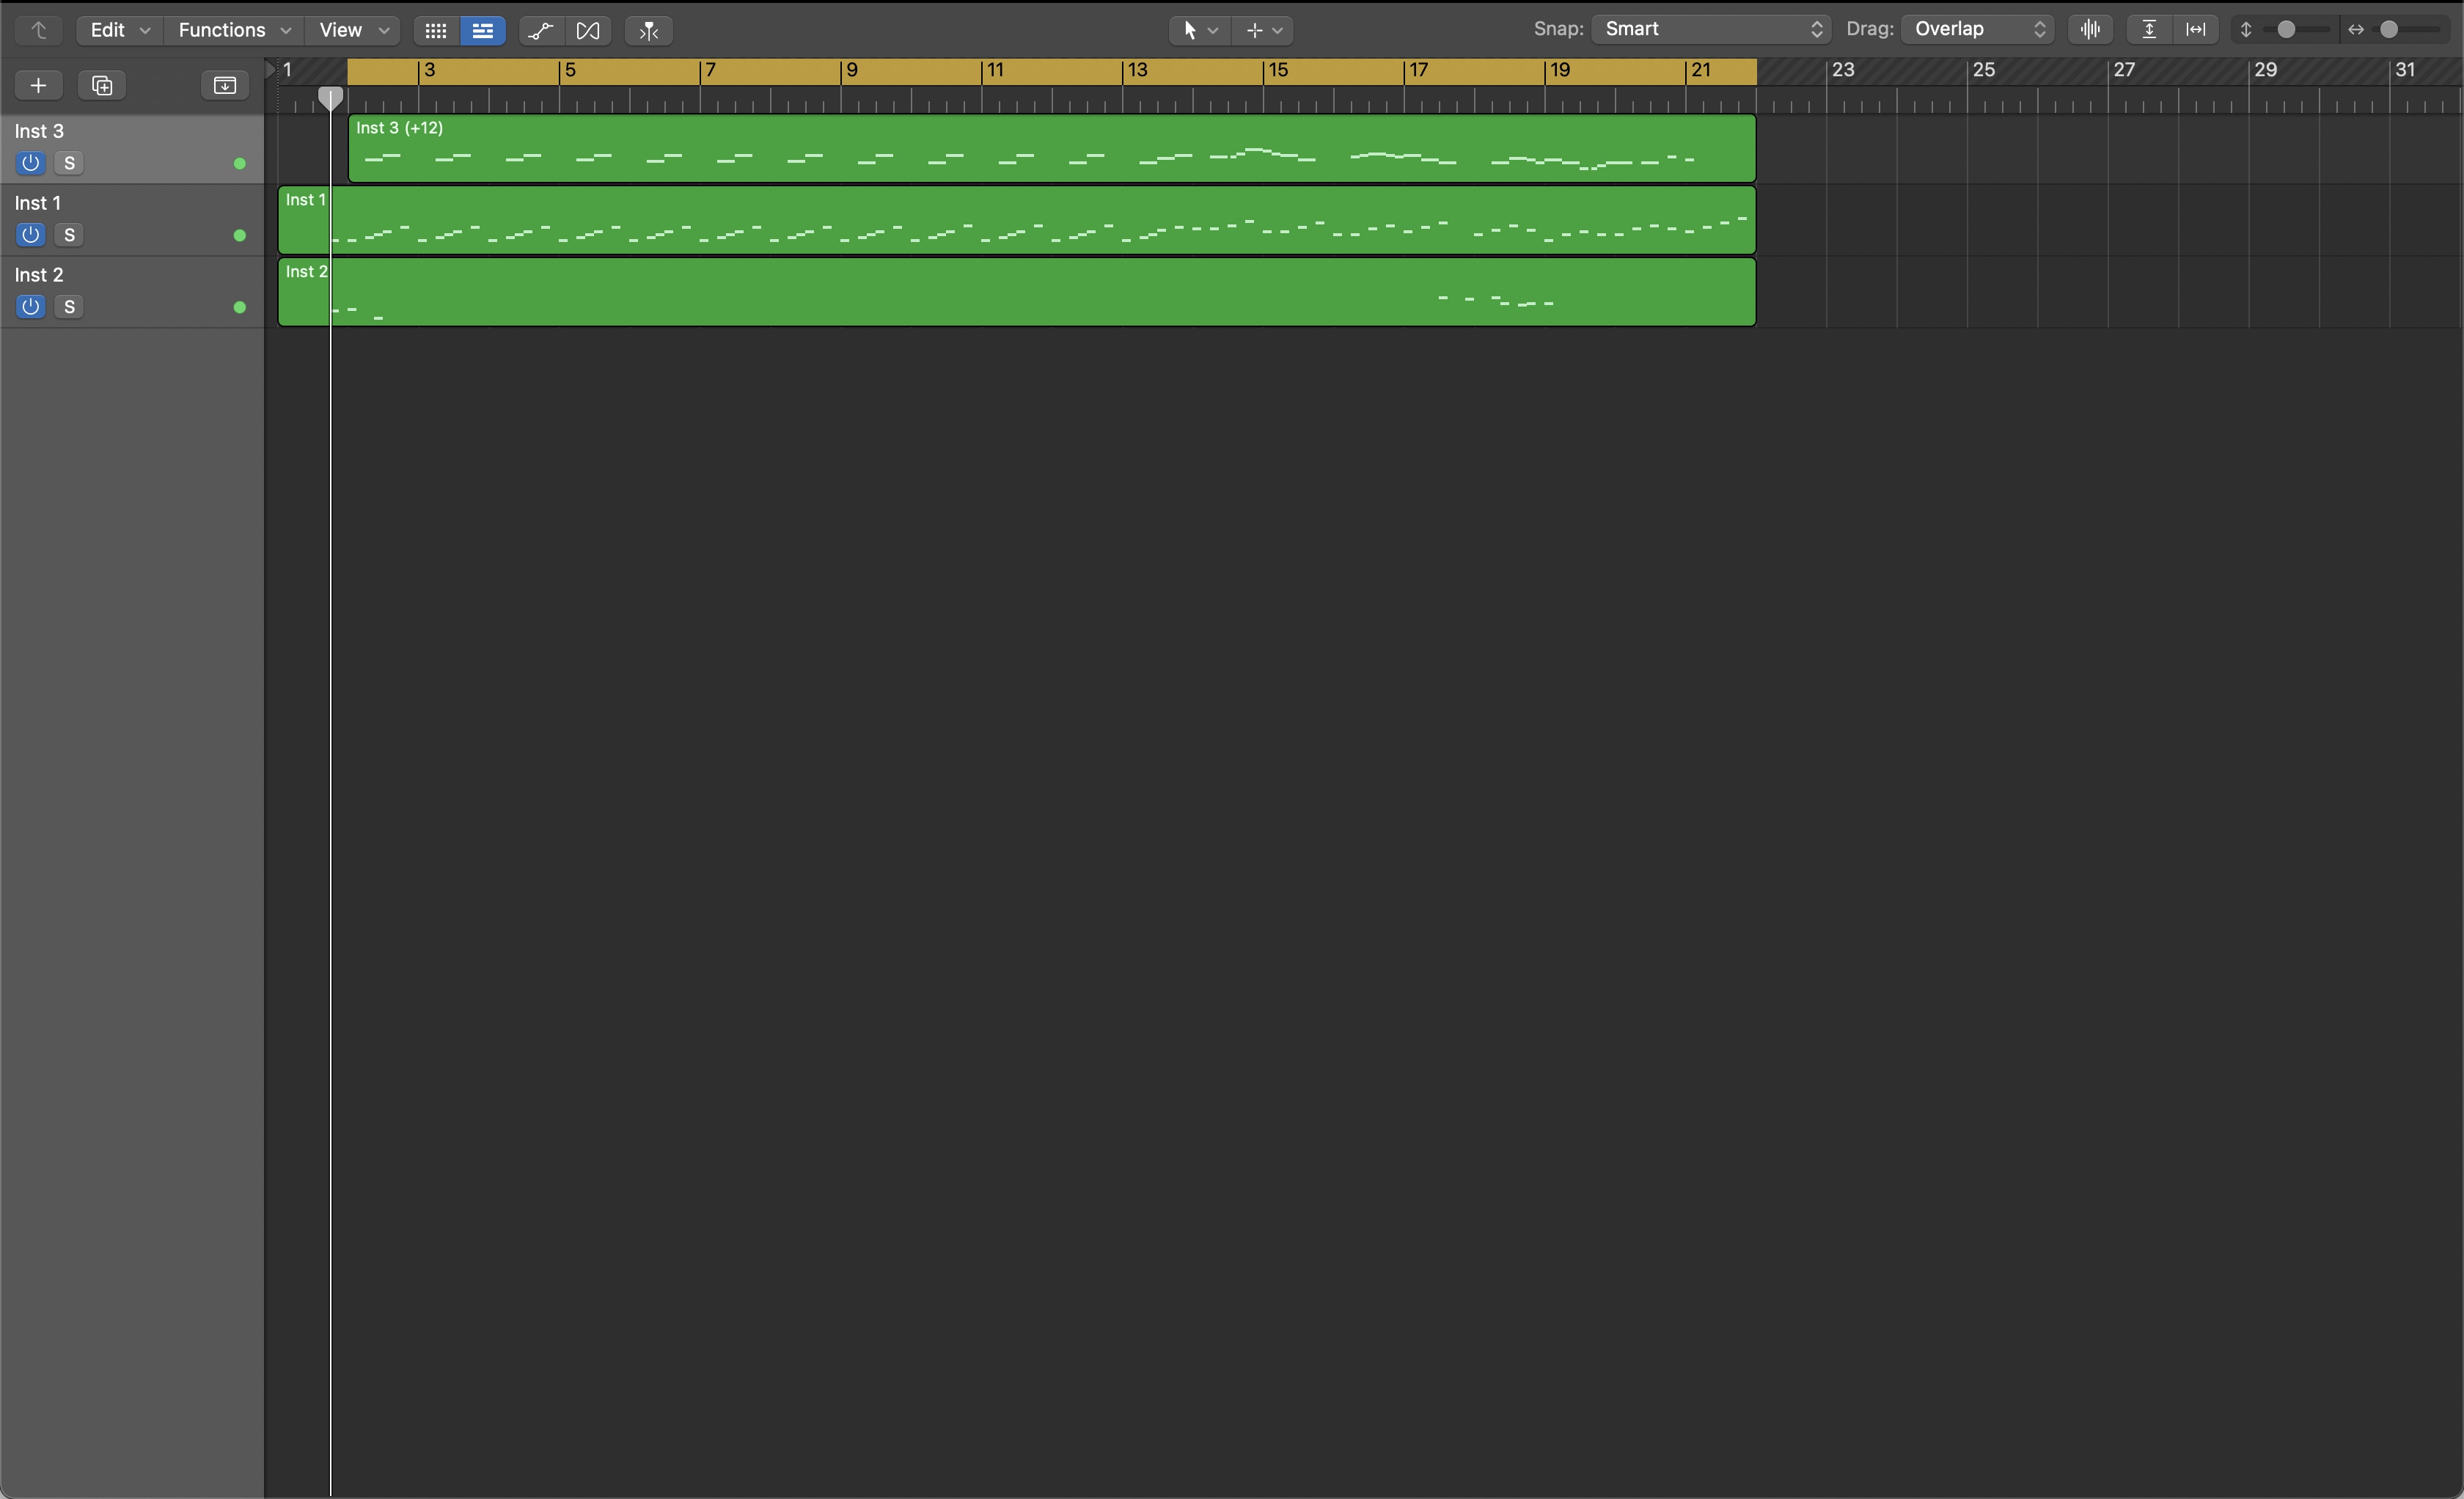 Edit Functions View Snap: Smart Drag: Overlap
1 3 5 7 9 11 13 15 17 19 21 23 25 27 29 31
Inst 3
S
Inst 3 (+12)
Inst 1
S
Inst 1
Inst 2
S
Inst 2